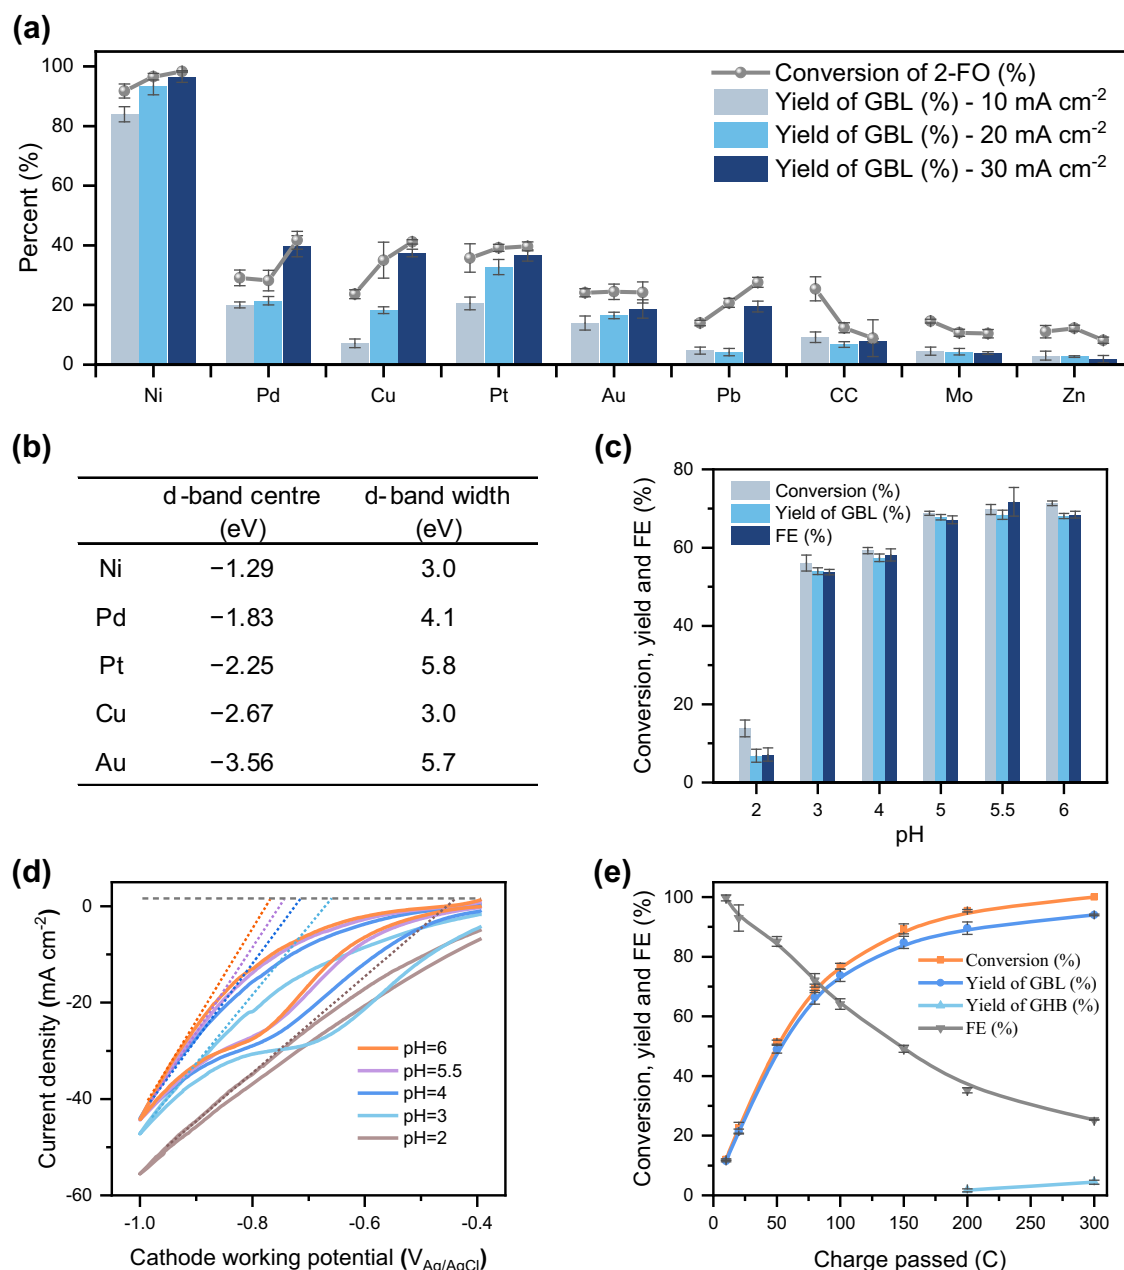 (a)
100
80
60
40
20
0
Percent (%)
Conversion of 2-FO (%)
Yield of GBL (%) - 10 mA cm⁻²
Yield of GBL (%) - 20 mA cm⁻²
Yield of GBL (%) - 30 mA cm⁻²
Ni Pd Cu Pt Au Pb CC Mo Zn
(b)
d-band centre d-band width
(eV) (eV)
Ni −1.29 3.0
Pd −1.83 4.1
Pt −2.25 5.8
Cu −2.67 3.0
Au −3.56 5.7
(c)
80
60
40
20
0
Conversion, yield and FE (%)
Conversion (%)
Yield of GBL (%)
FE (%)
2 3 4 5 5.5 6
pH
(d)
0
-20
-40
-60
Current density (mA cm⁻²)
pH=6
pH=5.5
pH=4
pH=3
pH=2
-1.0 -0.8 -0.6 -0.4
Cathode working potential (V_Ag/AgCl)
(e)
100
80
60
40
20
0
Conversion, yield and FE (%)
Conversion (%)
Yield of GBL (%)
Yield of GHB (%)
FE (%)
0 50 100 150 200 250 300
Charge passed (C)